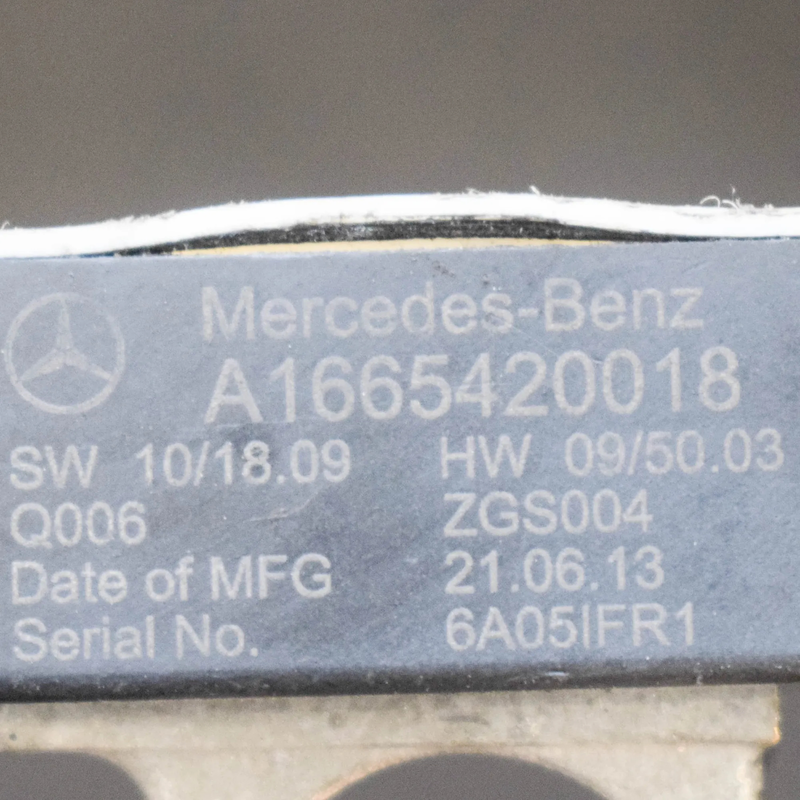 Mercedes-Benz
A1665420018
SW 10/18.09 HW 09/50.03
Q006 ZGS004
Date of MFG 21.06.13
Serial No. 6A05IFR1